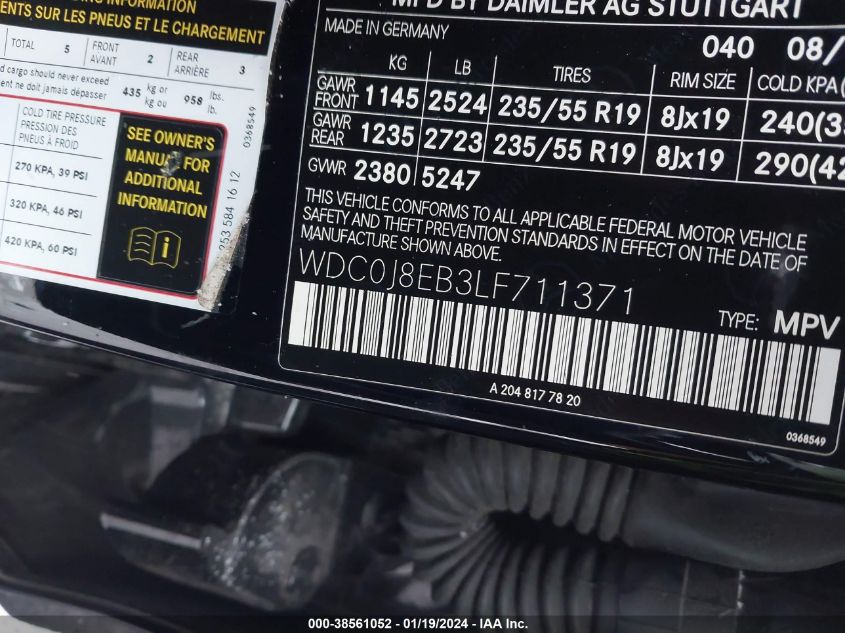 ING INFORMATION
ENTS SUR LES PNEUS ET LE CHARGEMENT
TOTAL 5 FRONT AVANT 2 REAR ARRIÈRE 3
d cargo should never exceed
ent ne doit jamais dépasser 435 kg or kg ou 958 lbs. lb.
COLD TIRE PRESSURE
PRESSION DES
PNEUS À FROID
270 KPA, 39 PSI
320 KPA, 46 PSI
420 KPA, 60 PSI
SEE OWNER'S
MANUAL FOR
ADDITIONAL
INFORMATION
0368549
253 584 16 12
MFD BY DAIMLER AG STUTTGART
MADE IN GERMANY
040 08/
KG LB TIRES RIM SIZE COLD KPA(
GAWR FRONT 1145 2524 235/55 R19 8Jx19 240(3
GAWR REAR 1235 2723 235/55 R19 8Jx19 290(42
GVWR 2380 5247
THIS VEHICLE CONFORMS TO ALL APPLICABLE FEDERAL MOTOR VEHICLE
SAFETY AND THEFT PREVENTION STANDARDS IN EFFECT ON THE DATE OF
MANUFACTURE SHOWN ABOVE.
WDC0J8EB3LF711371
TYPE: MPV
A 204 817 78 20
0368549
000-38561052 - 01/19/2024 - IAA Inc.